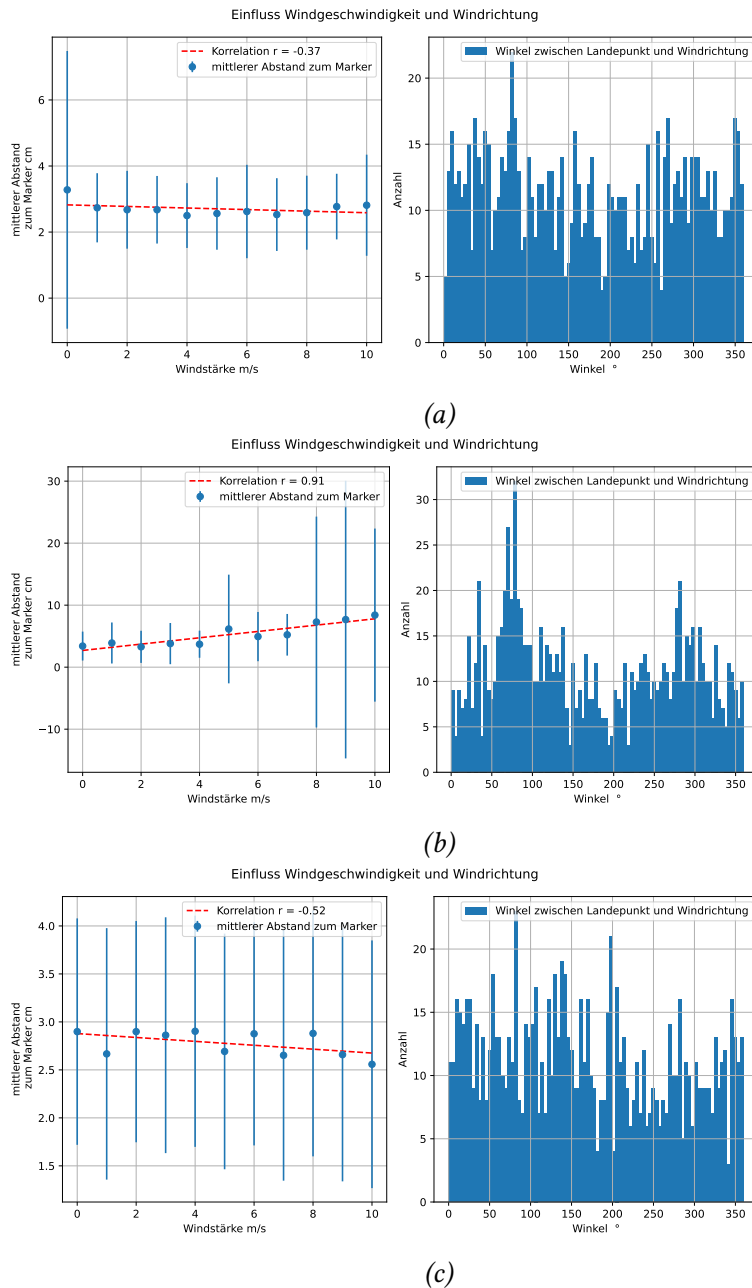 Einfluss Windgeschwindigkeit und Windrichtung
Korrelation r = -0.37
mittlerer Abstand zum Marker
mittlerer Abstand
zum Marker cm
6
4
2
0
0 2 4 6 8 10
Windstärke m/s
Winkel zwischen Landepunkt und Windrichtung
Anzahl
20
15
10
5
0
0 50 100 150 200 250 300 350
Winkel °
(a)
Einfluss Windgeschwindigkeit und Windrichtung
Korrelation r = 0.91
mittlerer Abstand zum Marker
mittlerer Abstand
zum Marker cm
30
20
10
0
−10
0 2 4 6 8 10
Windstärke m/s
Winkel zwischen Landepunkt und Windrichtung
Anzahl
30
25
20
15
10
5
0
0 50 100 150 200 250 300 350
Winkel °
(b)
Einfluss Windgeschwindigkeit und Windrichtung
Korrelation r = -0.52
mittlerer Abstand zum Marker
mittlerer Abstand
zum Marker cm
4.0
3.5
3.0
2.5
2.0
1.5
0 2 4 6 8 10
Windstärke m/s
Winkel zwischen Landepunkt und Windrichtung
Anzahl
20
15
10
5
0
0 50 100 150 200 250 300 350
Winkel °
(c)